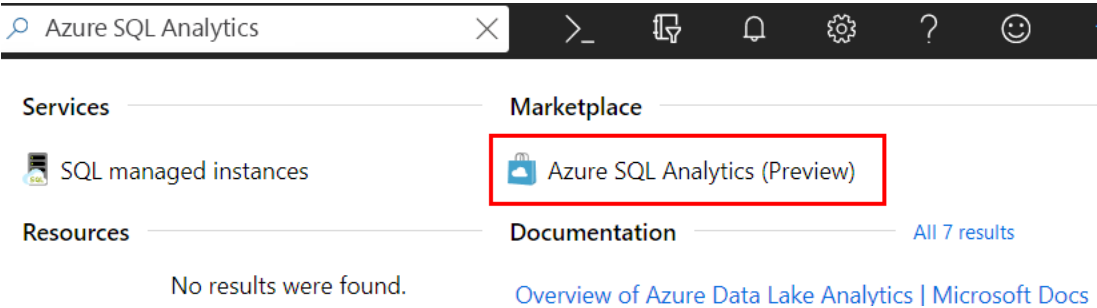 Azure SQL Analytics
Services
SQL managed instances
Resources
No results were found.
Marketplace
Azure SQL Analytics (Preview)
Documentation
All 7 results
Overview of Azure Data Lake Analytics | Microsoft Docs